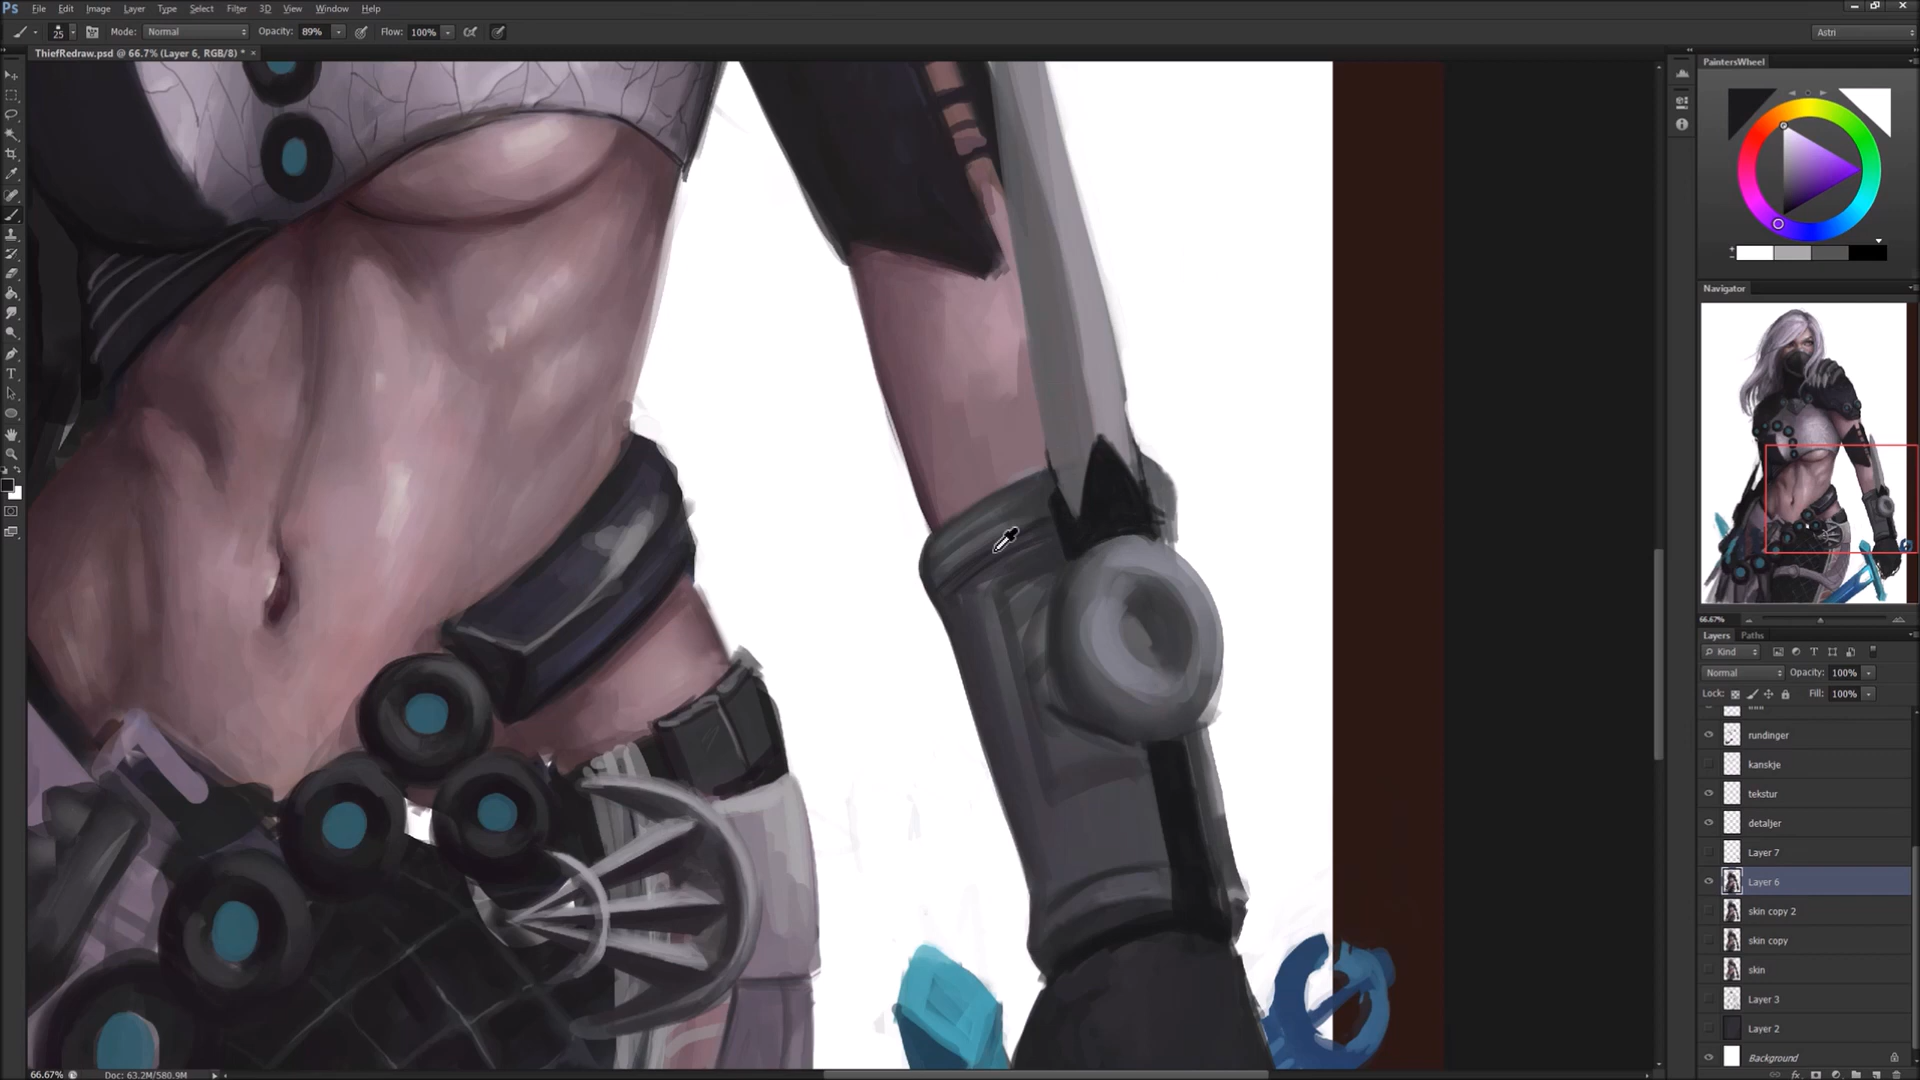 Ps File Edit Image Layer Type Select Filter 3D View Window Help
25 Mode: Normal Opacity: 89% Flow: 100% Astri
ThiefRedraw.psd @ 66.7% (Layer 6, RGB/8) * ×
PaintersWheel
Navigator
66.67%
Layers Paths
Kind
Normal Opacity: 100%
Lock: Fill: 100%
rundinger
kanskje
tekstur
detaljer
Layer 7
Layer 6
skin copy 2
skin copy
skin
Layer 3
Layer 2
Background
66.67% Doc: 63.2M/580.9M